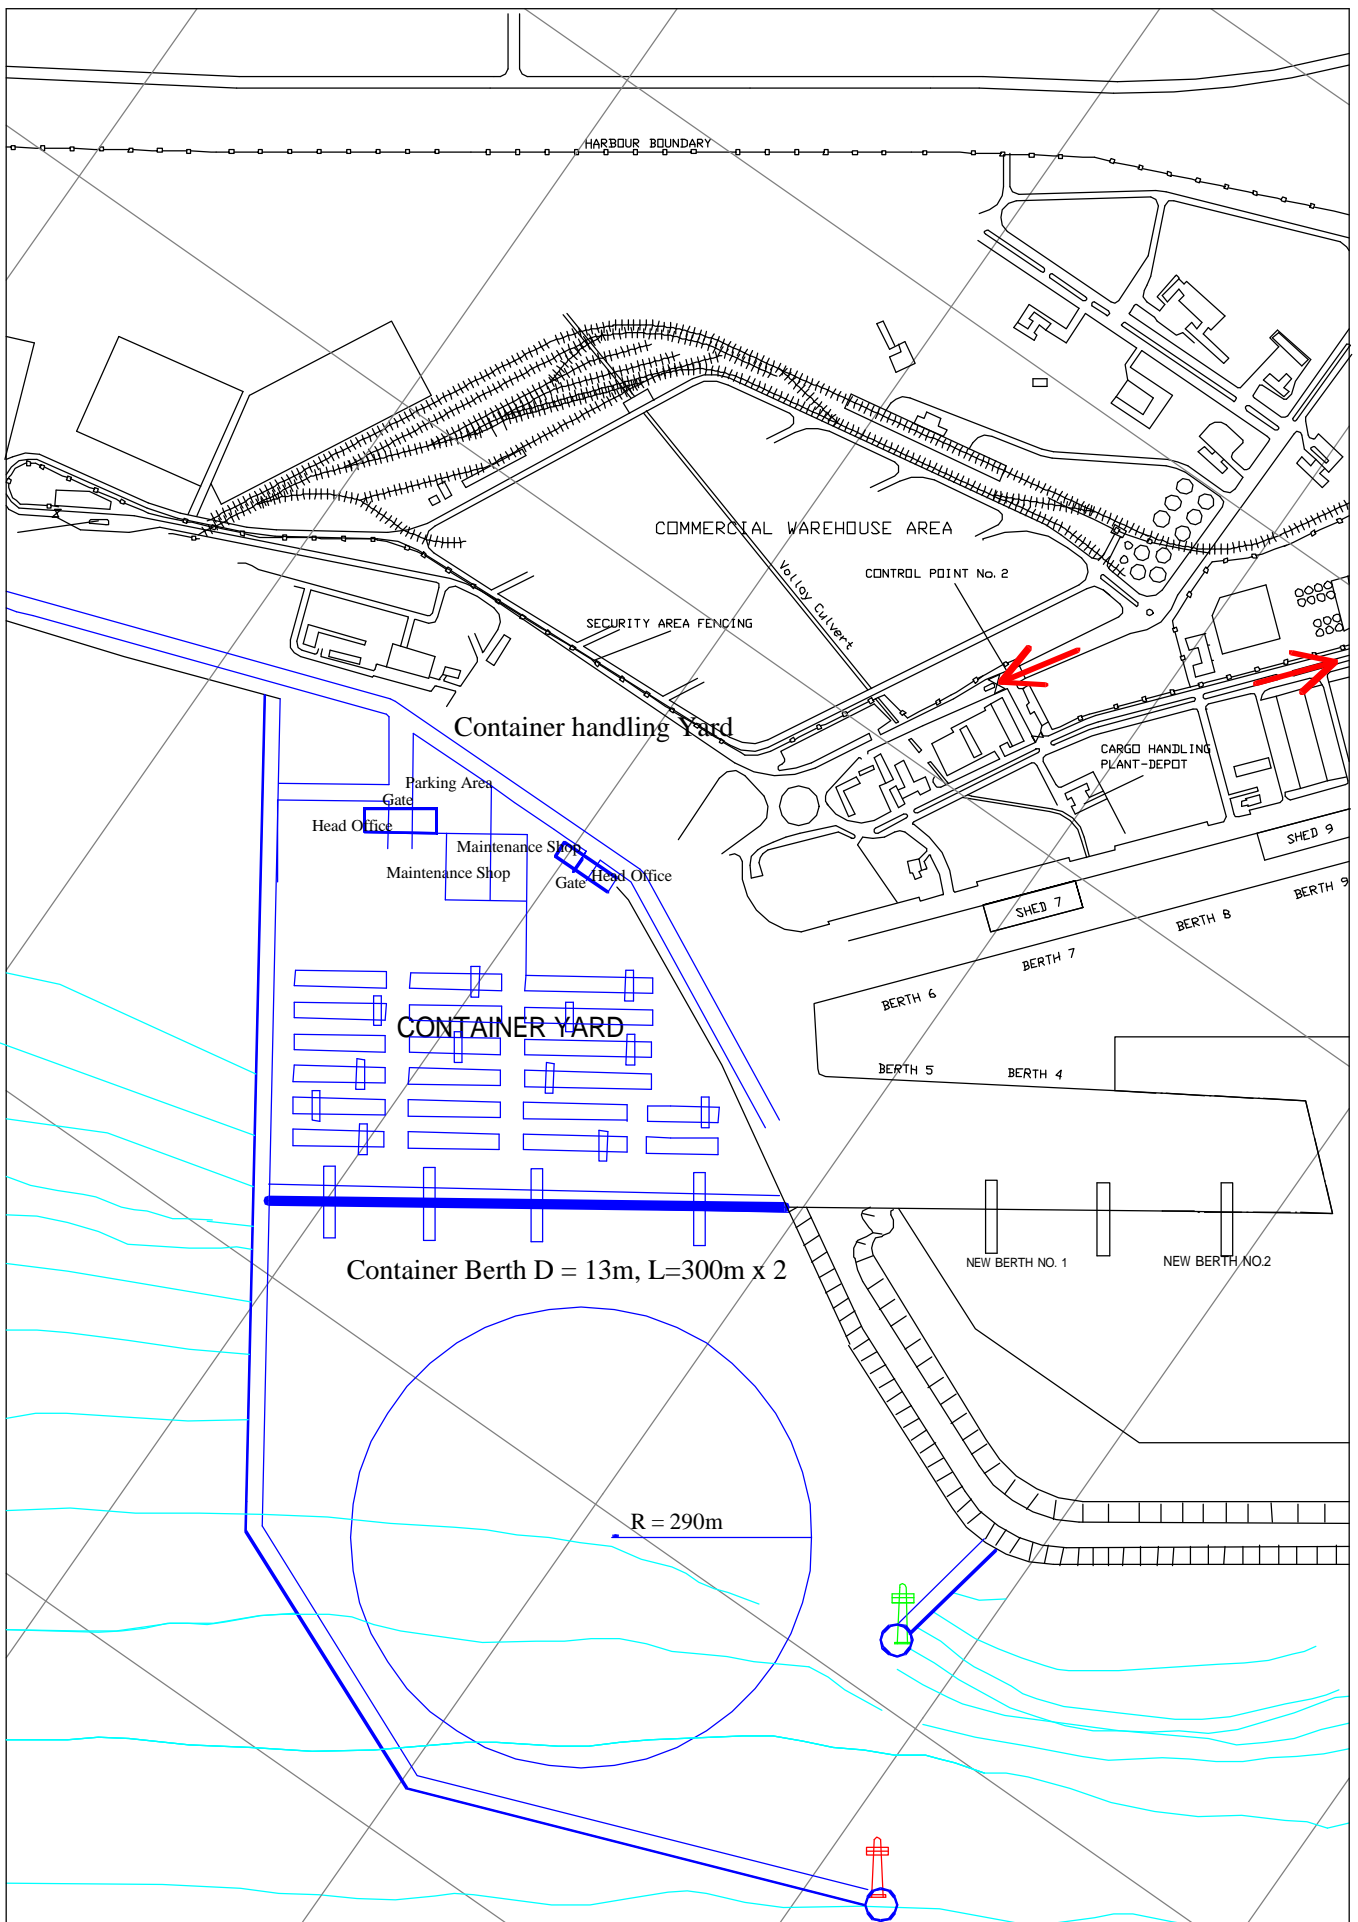 HARBOUR BOUNDARY
COMMERCIAL WAREHOUSE AREA
CONTROL POINT No. 2
Vollay Culvert
SECURITY AREA FENCING
Container handling Yard
CARGO HANDLING
PLANT-DEPOT
Parking Area
Gate
Head Office
Maintenance Shop
Maintenance Shop
Gate
Head Office
SHED 9
SHED 7
BERTH 9
BERTH 8
BERTH 7
BERTH 6
CONTAINER YARD
BERTH 5
BERTH 4
NEW BERTH NO. 1
NEW BERTH NO.2
Container Berth D = 13m, L=300m x 2
R = 290m